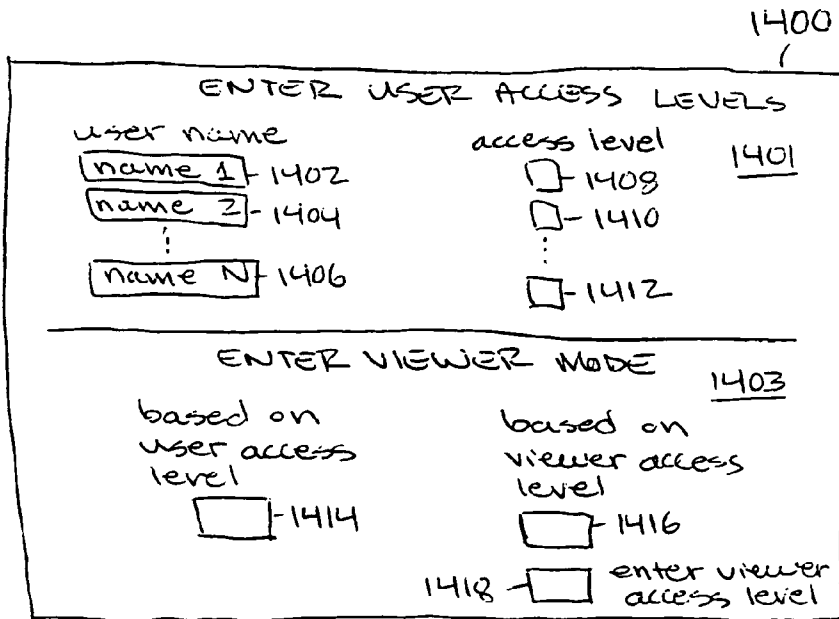 1400
ENTER USER ACCESS LEVELS
user name
access level
1401
name 1
1402
1408
name 2
1404
1410
name N
1406
1412
ENTER VIEWER MODE
1403
based on
user access
level
1414
based on
viewer access
level
1416
1418
enter viewer
access level